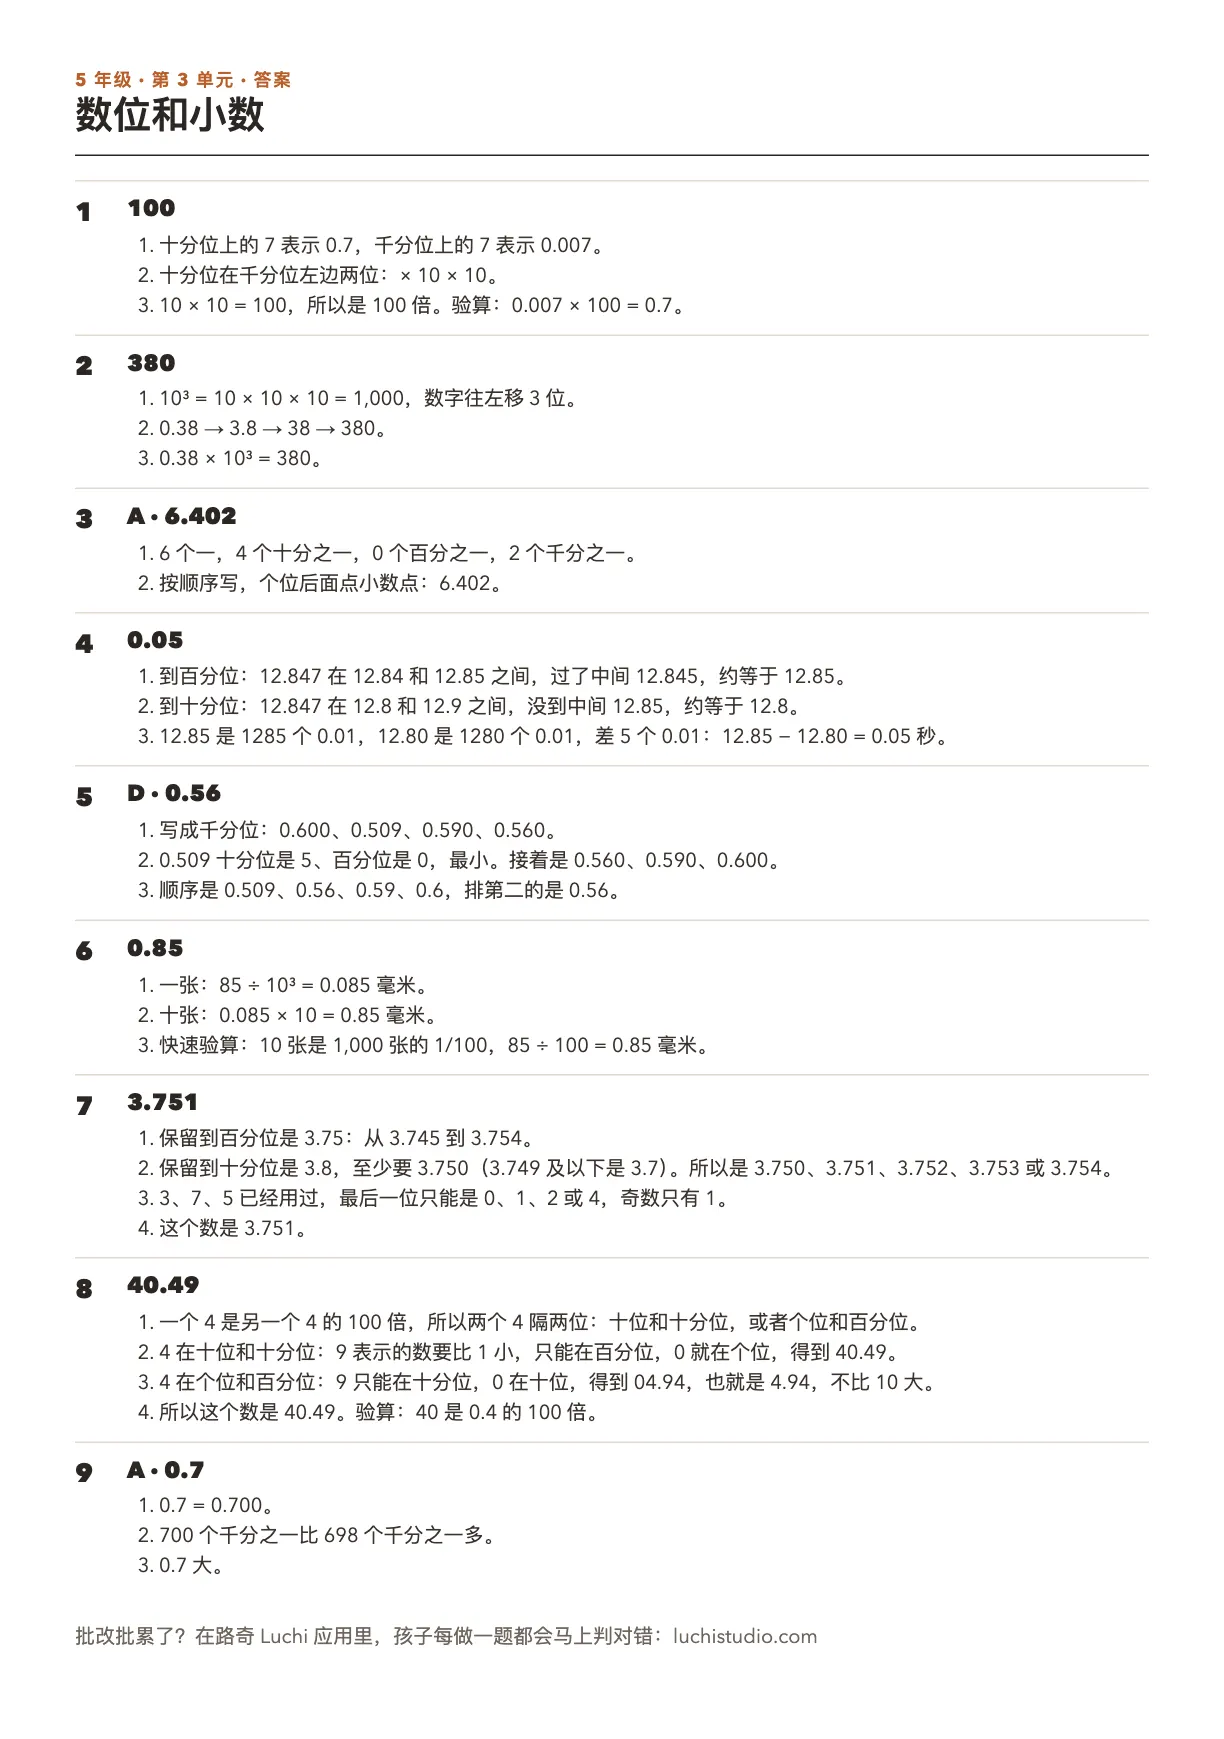 5 年级 · 第 3 单元 · 答案
数位和小数
1 100
1. 十分位上的 7 表示 0.7，千分位上的 7 表示 0.007。
2. 十分位在千分位左边两位：× 10 × 10。
3. 10 × 10 = 100，所以是 100 倍。验算：0.007 × 100 = 0.7。
2 380
1. 10³ = 10 × 10 × 10 = 1,000，数字往左移 3 位。
2. 0.38 → 3.8 → 38 → 380。
3. 0.38 × 10³ = 380。
3 A · 6.402
1. 6 个一，4 个十分之一，0 个百分之一，2 个千分之一。
2. 按顺序写，个位后面点小数点：6.402。
4 0.05
1. 到百分位：12.847 在 12.84 和 12.85 之间，过了中间 12.845，约等于 12.85。
2. 到十分位：12.847 在 12.8 和 12.9 之间，没到中间 12.85，约等于 12.8。
3. 12.85 是 1285 个 0.01，12.80 是 1280 个 0.01，差 5 个 0.01：12.85 − 12.80 = 0.05 秒。
5 D · 0.56
1. 写成千分位：0.600、0.509、0.590、0.560。
2. 0.509 十分位是 5、百分位是 0，最小。接着是 0.560、0.590、0.600。
3. 顺序是 0.509、0.56、0.59、0.6，排第二的是 0.56。
6 0.85
1. 一张：85 ÷ 10³ = 0.085 毫米。
2. 十张：0.085 × 10 = 0.85 毫米。
3. 快速验算：10 张是 1,000 张的 1/100，85 ÷ 100 = 0.85 毫米。
7 3.751
1. 保留到百分位是 3.75：从 3.745 到 3.754。
2. 保留到十分位是 3.8，至少要 3.750（3.749 及以下是 3.7）。所以是 3.750、3.751、3.752、3.753 或 3.754。
3. 3、7、5 已经用过，最后一位只能是 0、1、2 或 4，奇数只有 1。
4. 这个数是 3.751。
8 40.49
1. 一个 4 是另一个 4 的 100 倍，所以两个 4 隔两位：十位和十分位，或者个位和百分位。
2. 4 在十位和十分位：9 表示的数要比 1 小，只能在百分位，0 就在个位，得到 40.49。
3. 4 在个位和百分位：9 只能在十分位，0 在十位，得到 04.94，也就是 4.94，不比 10 大。
4. 所以这个数是 40.49。验算：40 是 0.4 的 100 倍。
9 A · 0.7
1. 0.7 = 0.700。
2. 700 个千分之一比 698 个千分之一多。
3. 0.7 大。
批改批累了？在路奇 Luchi 应用里，孩子每做一题都会马上判对错：luchistudio.com